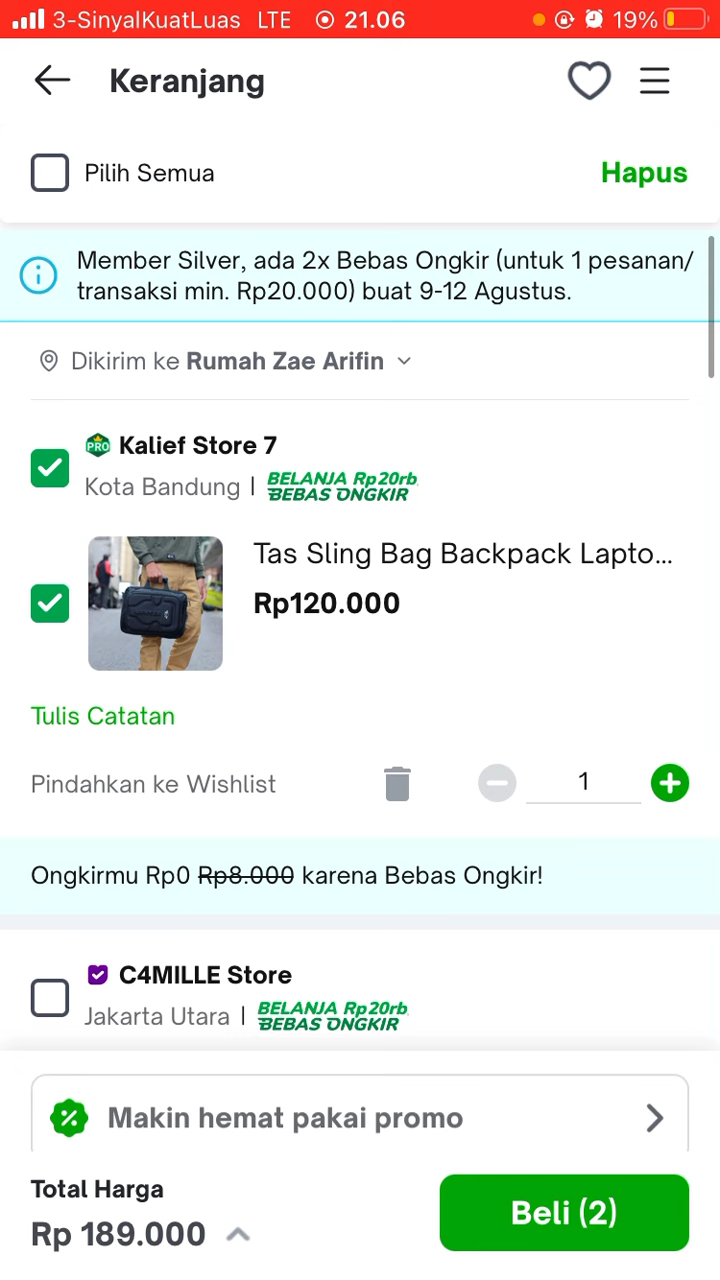 3-SinyalKuatLuas LTE 21.06 19%
Keranjang
Pilih Semua Hapus
Member Silver, ada 2x Bebas Ongkir (untuk 1 pesanan/
transaksi min. Rp20.000) buat 9-12 Agustus.
Dikirim ke Rumah Zae Arifin
PRO Kalief Store 7
Kota Bandung | BELANJA Rp20rb
BEBAS ONGKIR
Tas Sling Bag Backpack Lapto...
Rp120.000
Tulis Catatan
Pindahkan ke Wishlist 1
Ongkirmu Rp0 Rp8.000 karena Bebas Ongkir!
C4MILLE Store
Jakarta Utara | BELANJA Rp20rb
BEBAS ONGKIR
Makin hemat pakai promo
Total Harga
Rp 189.000
Beli (2)